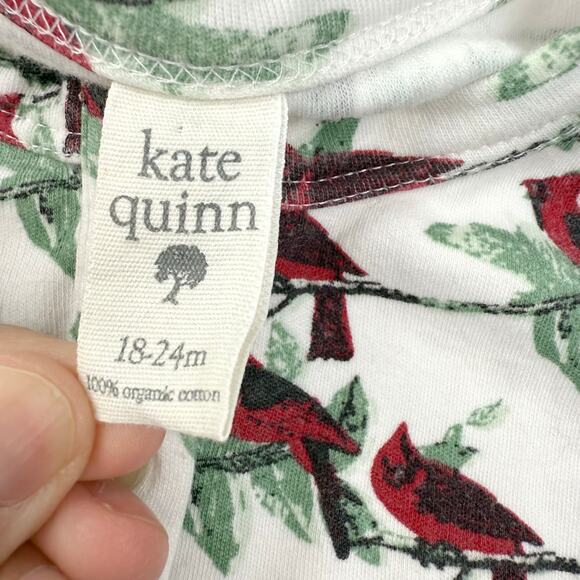 kate
quinn
18-24m
100% organic cotton